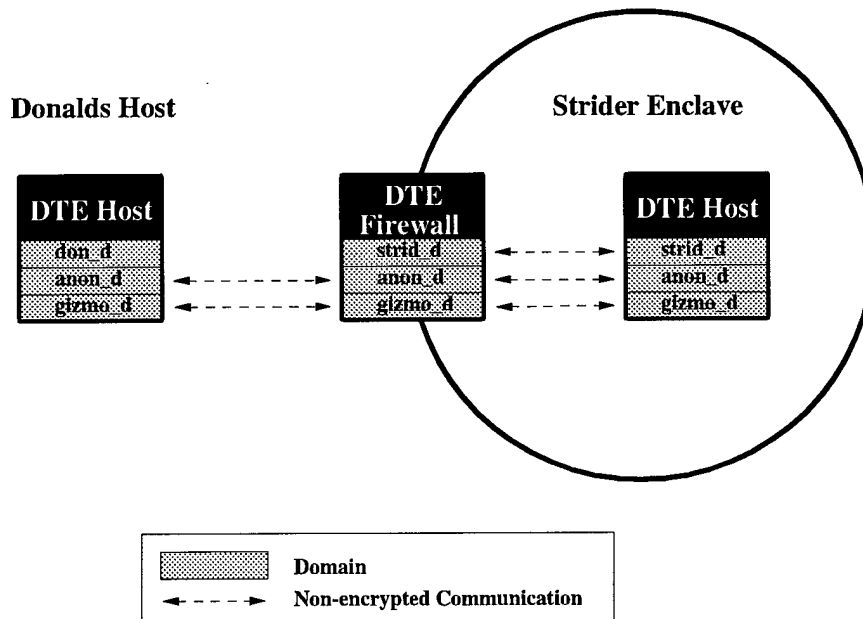 Donalds Host
Strider Enclave
DTE Host
don_d
anon_d
gizmo_d
DTE
Firewall
strid_d
anon_d
gizmo_d
DTE Host
strid_d
anon_d
gizmo_d
Domain
Non-encrypted Communication